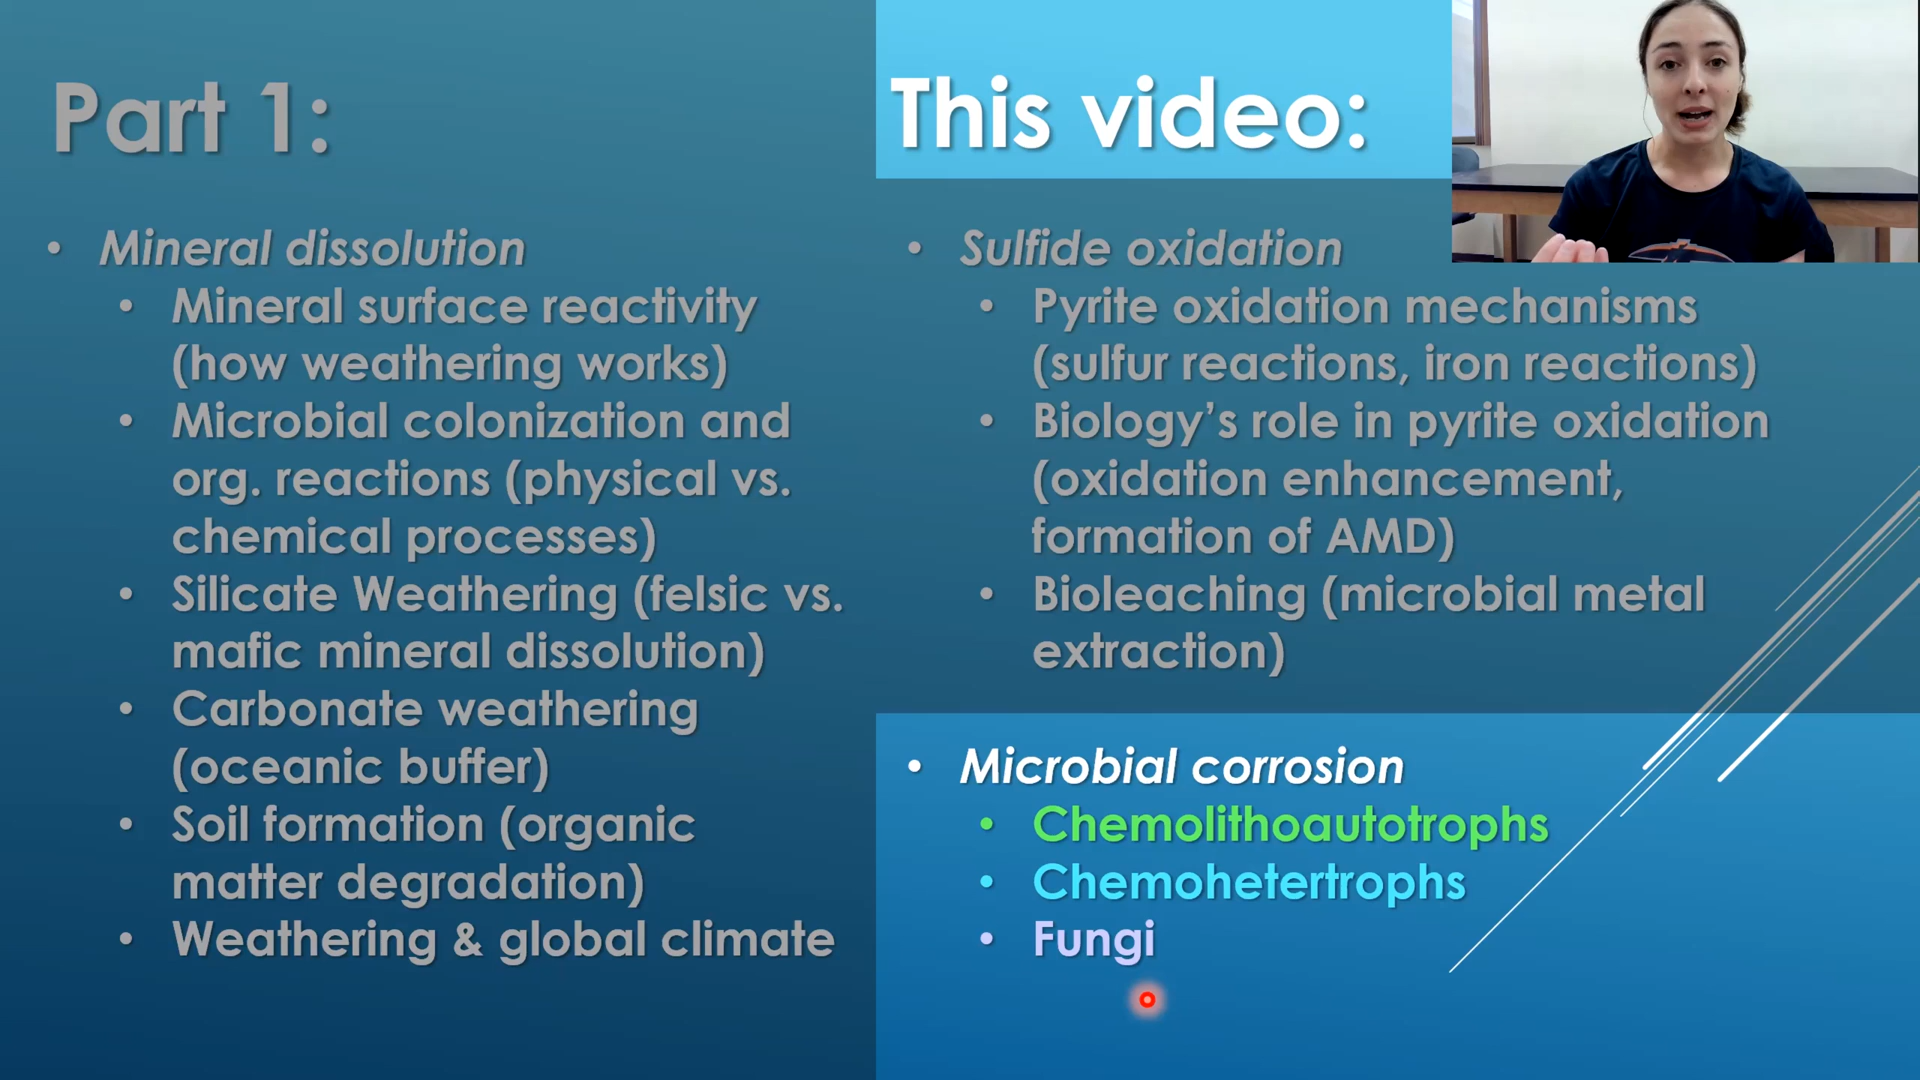 Part 1:
• Mineral dissolution
• Mineral surface reactivity
(how weathering works)
• Microbial colonization and
org. reactions (physical vs.
chemical processes)
• Silicate Weathering (felsic vs.
mafic mineral dissolution)
• Carbonate weathering
(oceanic buffer)
• Soil formation (organic
matter degradation)
• Weathering & global climate
This video:
• Sulfide oxidation
• Pyrite oxidation mechanisms
(sulfur reactions, iron reactions)
• Biology’s role in pyrite oxidation
(oxidation enhancement,
formation of AMD)
• Bioleaching (microbial metal
extraction)
• Microbial corrosion
• Chemolithoautotrophs
• Chemohetertrophs
• Fungi